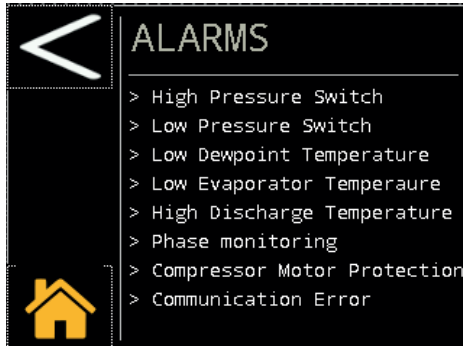 ALARMS
> High Pressure Switch
> Low Pressure Switch
> Low Dewpoint Temperature
> Low Evaporator Temperaure
> High Discharge Temperature
> Phase monitoring
> Compressor Motor Protection
> Communication Error